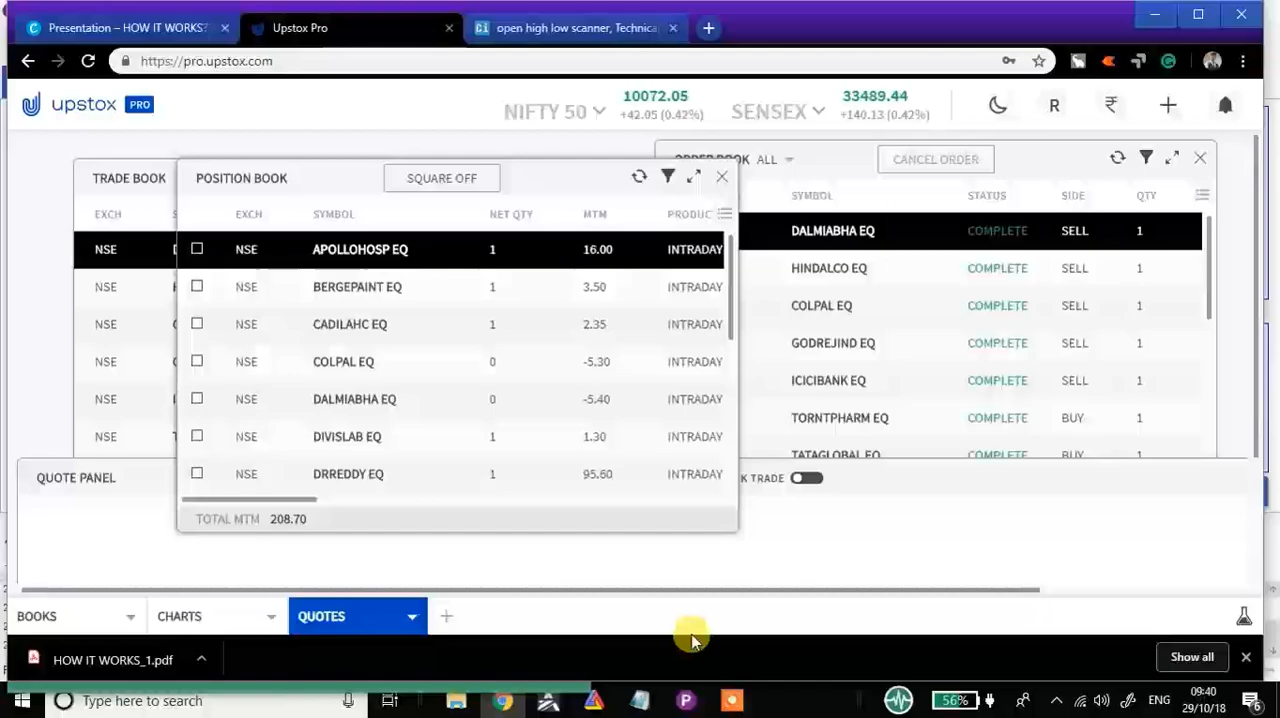 Presentation – HOW IT WORKS?
Upstox Pro
open high low scanner, Technica
https://pro.upstox.com
upstox PRO
NIFTY 50
10072.05
+42.05 (0.42%)
SENSEX
33489.44
+140.13 (0.42%)
R
₹
TRADE BOOK
EXCH
NSE
NSE
NSE
NSE
NSE
NSE
POSITION BOOK
SQUARE OFF
EXCH SYMBOL NET QTY MTM PRODUC
NSE APOLLOHOSP EQ 1 16.00 INTRADAY
NSE BERGEPAINT EQ 1 3.50 INTRADAY
NSE CADILAHC EQ 1 2.35 INTRADAY
NSE COLPAL EQ 0 -5.30 INTRADAY
NSE DALMIABHA EQ 0 -5.40 INTRADAY
NSE DIVISLAB EQ 1 1.30 INTRADAY
NSE DRREDDY EQ 1 95.60 INTRADAY
TOTAL MTM 208.70
ORDER BOOK ALL
CANCEL ORDER
SYMBOL STATUS SIDE QTY
DALMIABHA EQ COMPLETE SELL 1
HINDALCO EQ COMPLETE SELL 1
COLPAL EQ COMPLETE SELL 1
GODREJIND EQ COMPLETE SELL 1
ICICIBANK EQ COMPLETE SELL 1
TORNTPHARM EQ COMPLETE BUY 1
TATAGLOBAL EQ COMPLETE BUY 1
QUOTE PANEL
K TRADE
BOOKS
CHARTS
QUOTES
HOW IT WORKS_1.pdf
Show all
Type here to search
56%
ENG
09:40
29/10/18
6